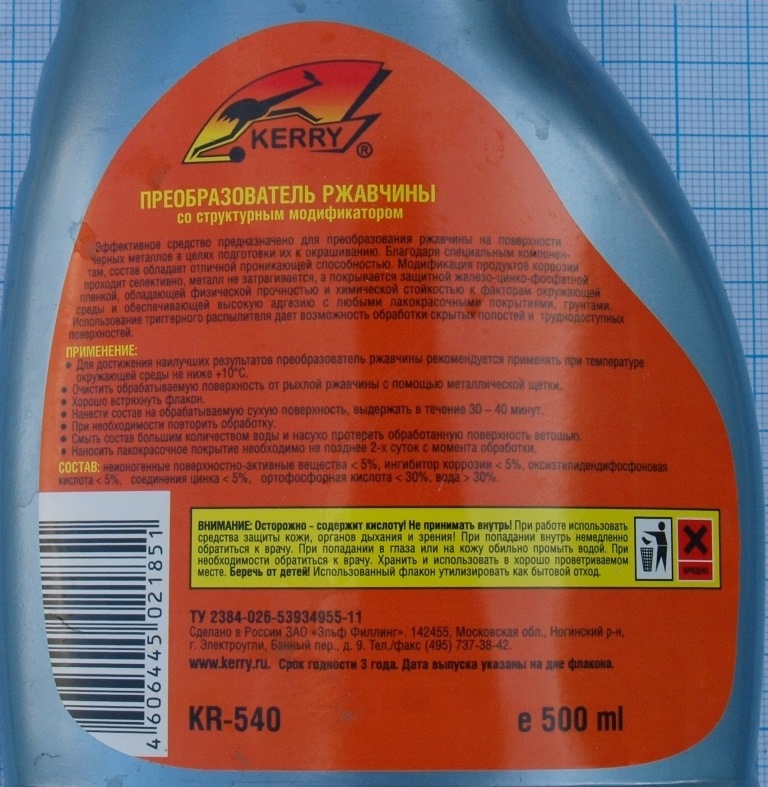 KERRY ®
ПРЕОБРАЗОВАТЕЛЬ РЖАВЧИНЫ
со структурным модификатором
Эффективное средство предназначено для преобразования ржавчины на поверхности
черных металлов в целях подготовки их к окрашиванию. Благодаря специальным компонен-
там, состав обладает отличной проникающей способностью. Модификация продуктов коррозии
проходит селективно, металл не затрагивается, а покрывается защитной железо-цинко-фосфатной
пленкой, обладающей физической прочностью и химической стойкостью к факторам окружающей
среды и обеспечивающей высокую адгезию с любыми лакокрасочными покрытиями, грунтами.
Использование триггерного распылителя дает возможность обработки скрытых полостей и труднодоступных
поверхностей.
ПРИМЕНЕНИЕ:
• Для достижения наилучших результатов преобразователь ржавчины рекомендуется применять при температуре
окружающей среды не ниже +10°С.
• Очистить обрабатываемую поверхность от рыхлой ржавчины с помощью металлической щетки.
• Хорошо встряхнуть флакон.
• Нанести состав на обрабатываемую сухую поверхность, выдержать в течение 30 – 40 минут.
• При необходимости повторить обработку.
• Смыть состав большим количеством воды и насухо протереть обработанную поверхность ветошью.
• Наносить лакокрасочное покрытие необходимо не позднее 2-х суток с момента обработки.
СОСТАВ: неионогенные поверхностно-активные вещества < 5%, ингибитор коррозии < 5%, оксиэтилидендифосфоновая
кислота < 5%, соединения цинка < 5%, ортофосфорная кислота < 30%, вода > 30%.
ВНИМАНИЕ: Осторожно - содержит кислоту! Не принимать внутрь! При работе использовать
средства защиты кожи, органов дыхания и зрения! При попадании внутрь немедленно
обратиться к врачу. При попадании в глаза или на кожу обильно промыть водой. При
необходимости обратиться к врачу. Хранить и использовать в хорошо проветриваемом
месте. Беречь от детей! Использованный флакон утилизировать как бытовой отход.
ВРЕДНО
ТУ 2384-026-53934955-11
Сделано в России ЗАО «Эльф Филлинг». 142455, Московская обл., Ногинский р-н,
г. Электроугли, Банный пер., д. 9. Тел./факс (495) 737-38-42.
www.kerry.ru. Срок годности 3 года. Дата выпуска указаны на дне флакона.
4 606445 021851
KR-540
e 500 ml